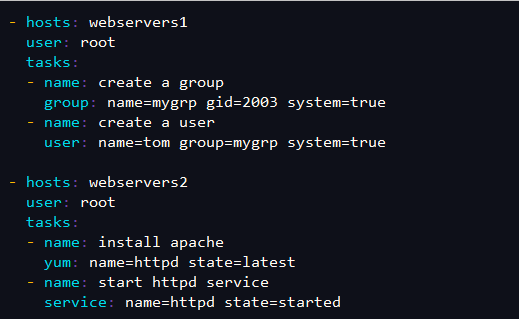 - hosts: webservers1
  user: root
  tasks:
  - name: create a group
    group: name=mygrp gid=2003 system=true
  - name: create a user
    user: name=tom group=mygrp system=true

- hosts: webservers2
  user: root
  tasks:
  - name: install apache
    yum: name=httpd state=latest
  - name: start httpd service
    service: name=httpd state=started